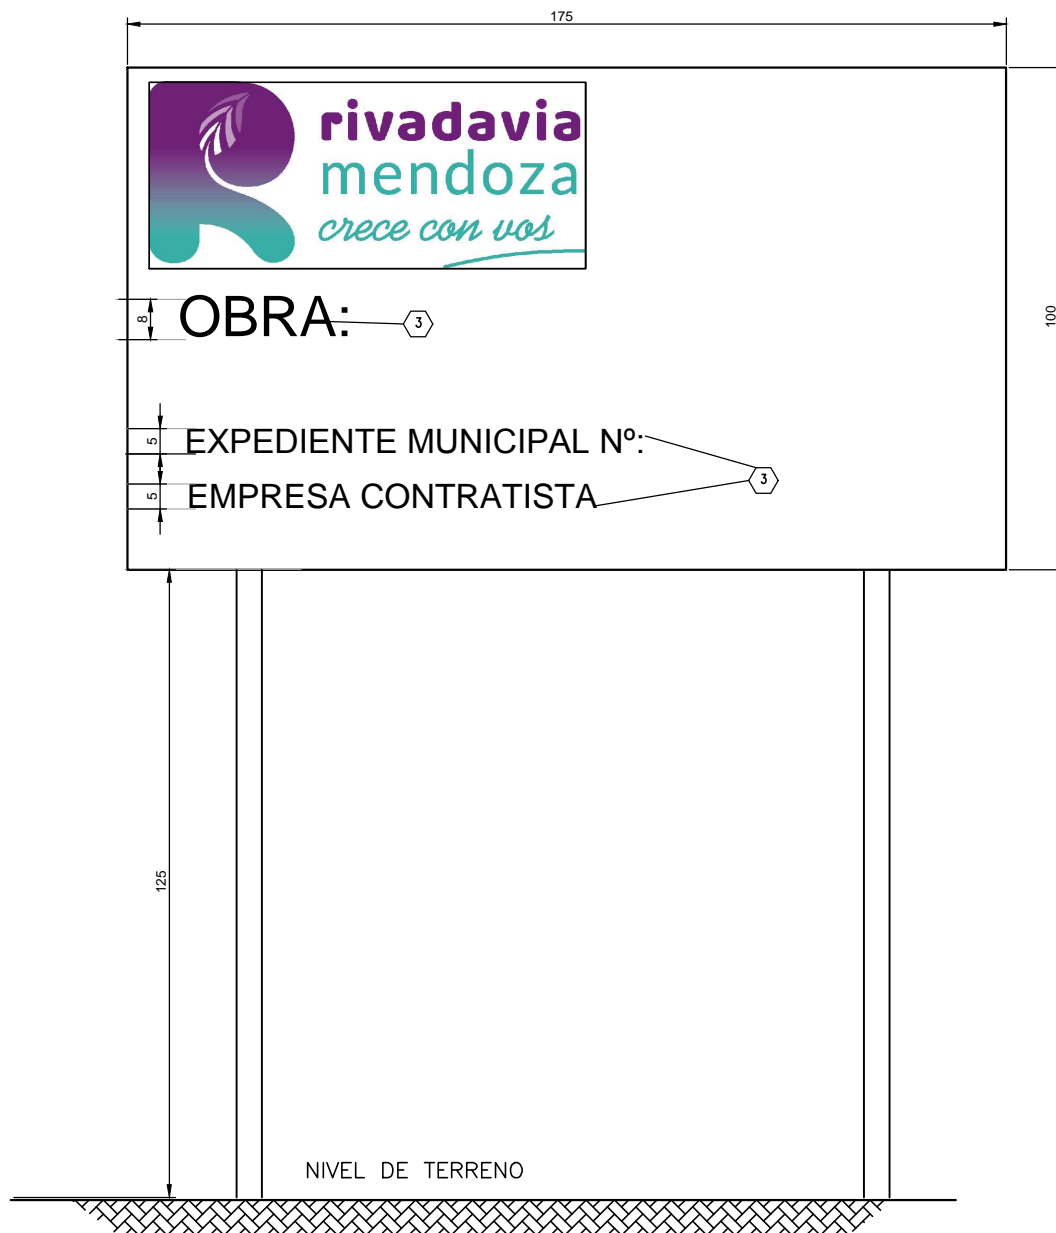 175
rivadavia
mendoza
crece con vos
100
8
OBRA:
3
5
EXPEDIENTE MUNICIPAL Nº:
3
5
EMPRESA CONTRATISTA
125
NIVEL DE TERRENO